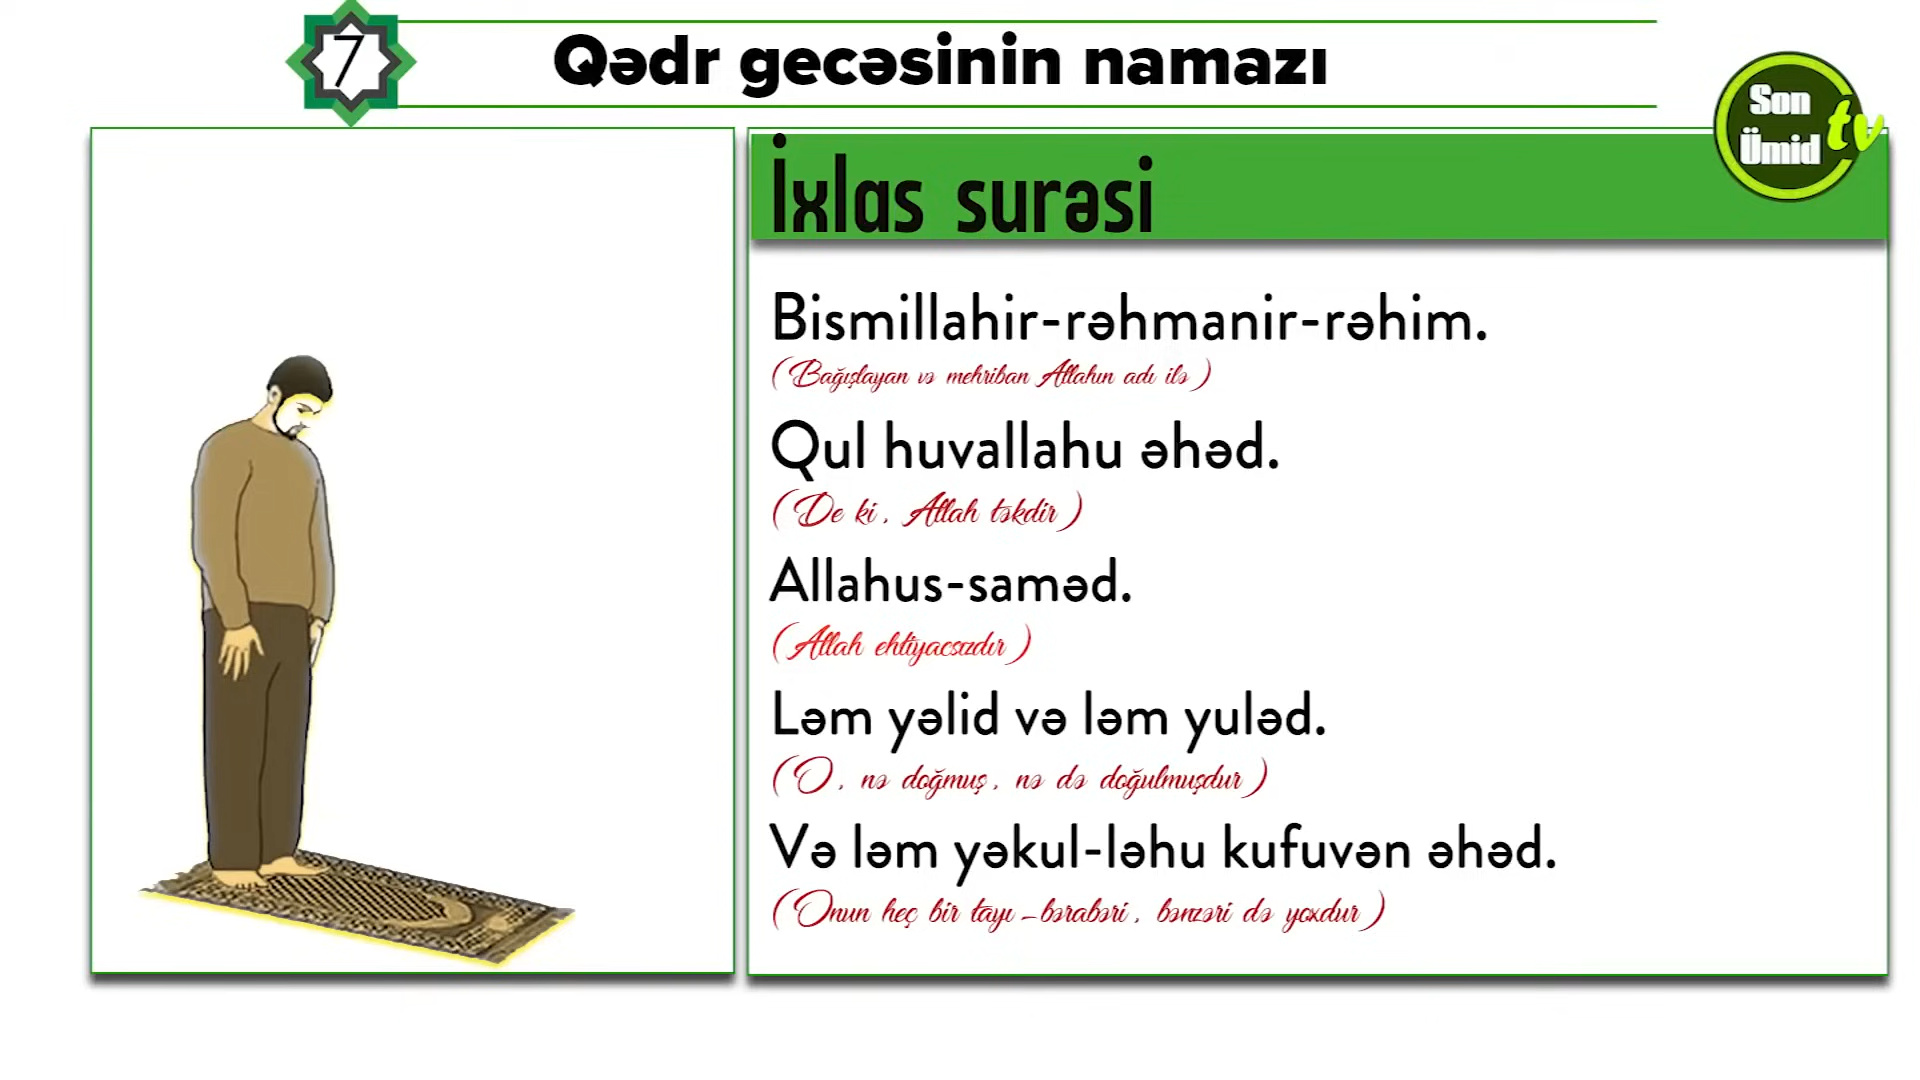 7
Qədr gecəsinin namazı
Son
Ümid tv
İxlas surəsi
Bismillahir-rəhmanir-rəhim.
(Bağışlayan və mehriban Allahın adı ilə)
Qul huvallahu əhəd.
(De ki, Allah təkdir)
Allahus-saməd.
(Allah ehtiyacsızdır)
Ləm yəlid və ləm yuləd.
(O, nə doğmuş, nə də doğulmuşdur)
Və ləm yəkul-ləhu kufuvən əhəd.
(Onun heç bir tayı-bərabəri, bənzəri də yoxdur)